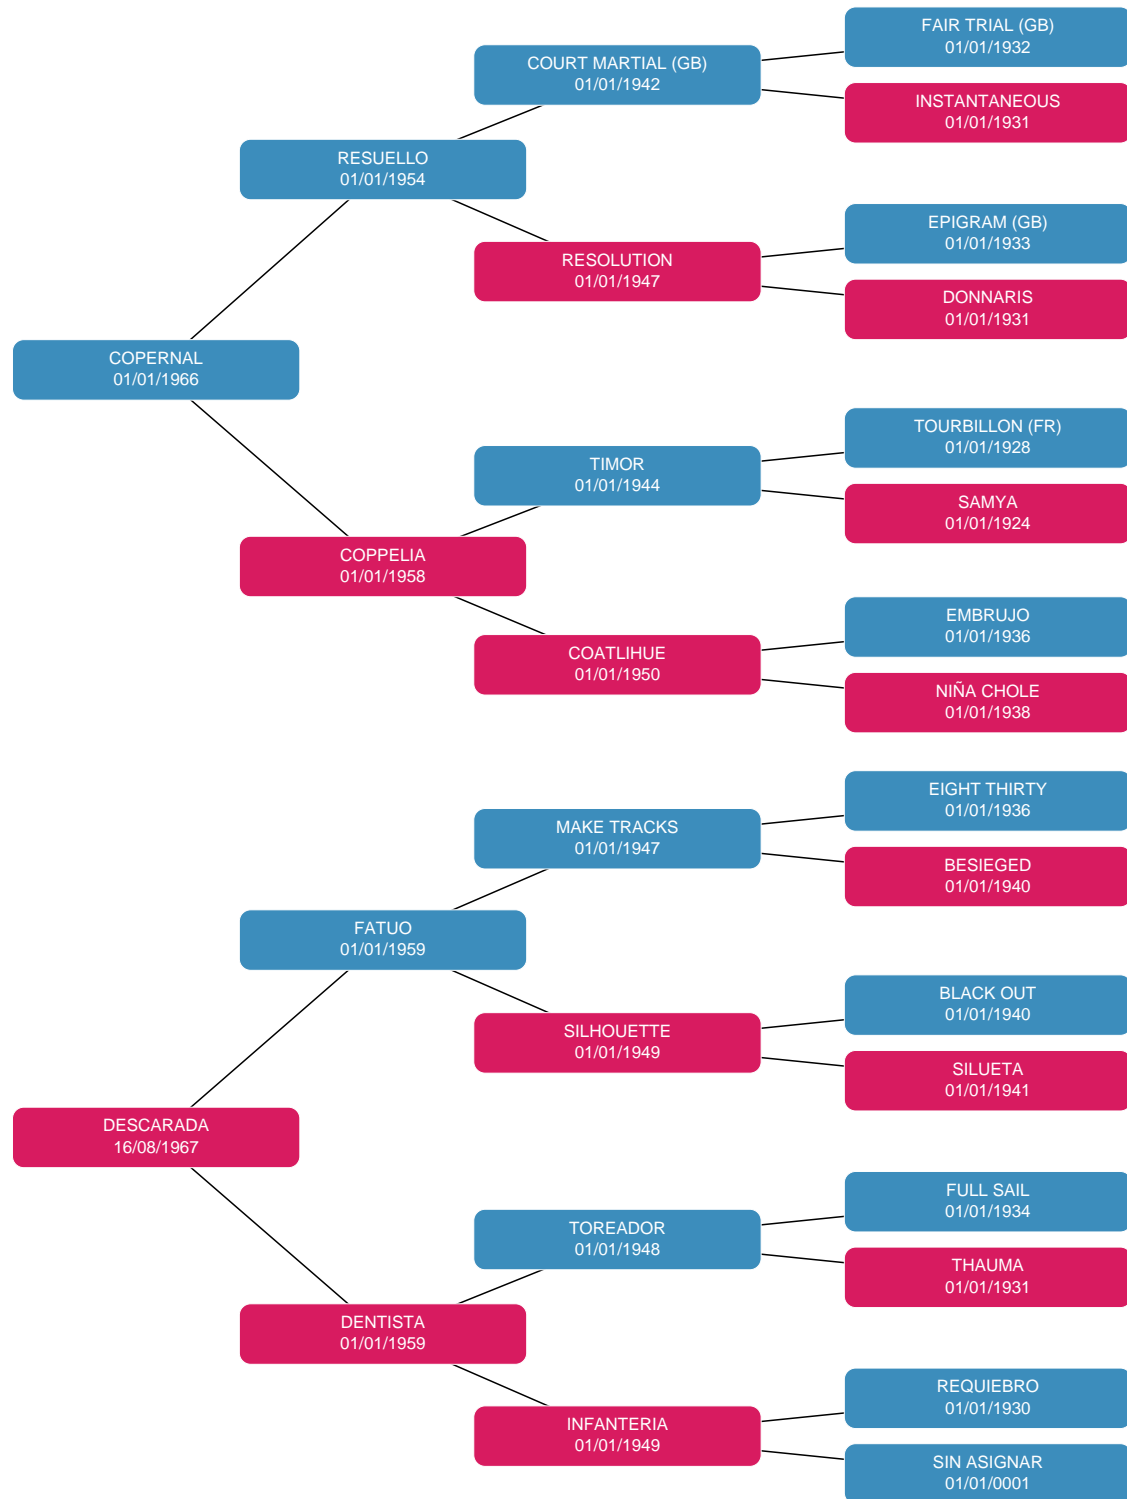 FAIR TRIAL (GB)
01/01/1932
COURT MARTIAL (GB)
01/01/1942
INSTANTANEOUS
01/01/1931
RESUELLO
01/01/1954
EPIGRAM (GB)
01/01/1933
RESOLUTION
01/01/1947
DONNARIS
01/01/1931
COPERNAL
01/01/1966
TOURBILLON (FR)
01/01/1928
TIMOR
01/01/1944
SAMYA
01/01/1924
COPPELIA
01/01/1958
EMBRUJO
01/01/1936
COATLIHUE
01/01/1950
NIÑA CHOLE
01/01/1938
EIGHT THIRTY
01/01/1936
MAKE TRACKS
01/01/1947
BESIEGED
01/01/1940
FATUO
01/01/1959
BLACK OUT
01/01/1940
SILHOUETTE
01/01/1949
SILUETA
01/01/1941
DESCARADA
16/08/1967
FULL SAIL
01/01/1934
TOREADOR
01/01/1948
THAUMA
01/01/1931
DENTISTA
01/01/1959
REQUIEBRO
01/01/1930
INFANTERIA
01/01/1949
SIN ASIGNAR
01/01/0001